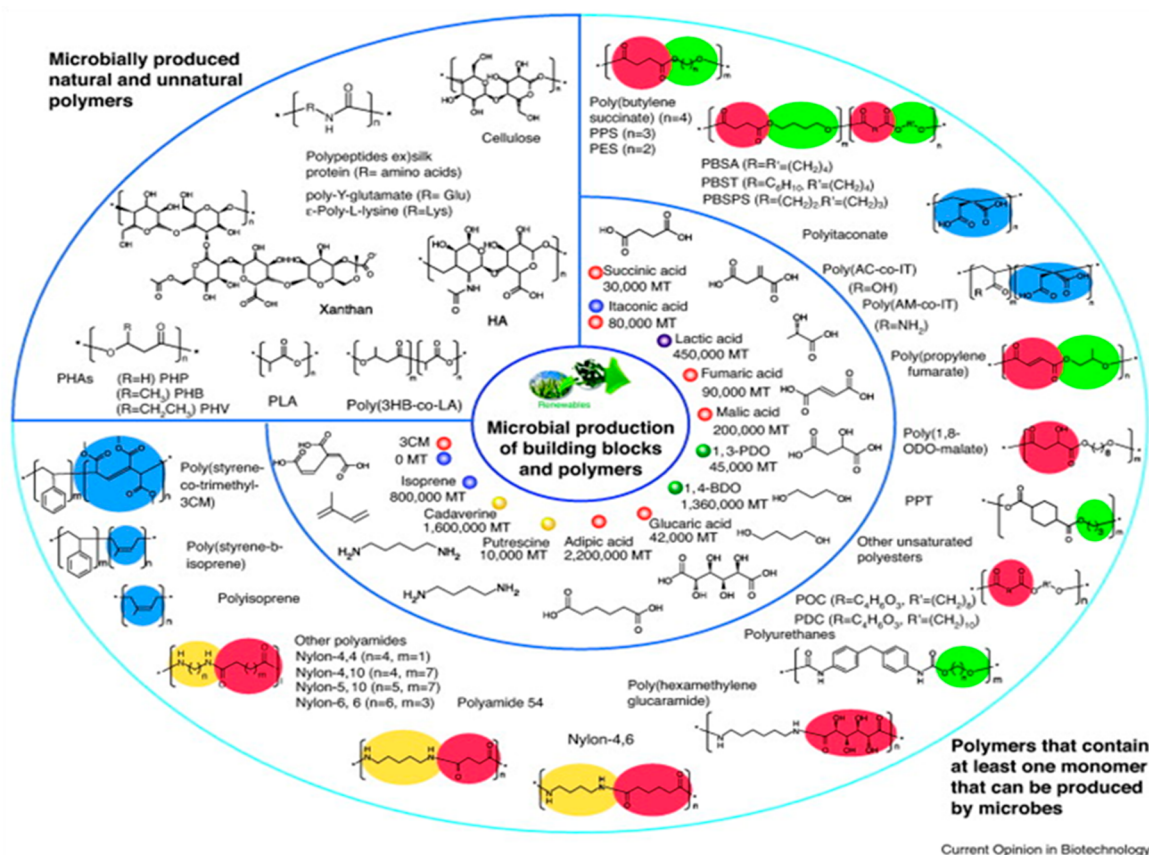 Microbially produced
natural and unnatural
polymers
Cellulose
Polypeptides ex)silk
protein (R= amino acids)
poly-Y-glutamate (R= Glu)
ε-Poly-L-lysine (R=Lys)
Xanthan
HA
PHAs
(R=H) PHP
(R=CH₃) PHB
(R=CH₂CH₃) PHV
PLA
Poly(3HB-co-LA)
Poly(butylene
succinate) (n=4)
PPS (n=3)
PES (n=2)
PBSA (R=R'=(CH₂)₄)
PBST (R=C₆H₁₀, R'=(CH₂)₄)
PBSPS (R=(CH₂)₂,R'=(CH₂)₃)
Polyitaconate
Poly(AC-co-IT)
(R=OH)
Poly(AM-co-IT)
(R=NH₂)
Poly(propylene
fumarate)
Poly(1,8-
ODO-malate)
PPT
Other unsaturated
polyesters
POC (R=C₄H₆O₃, R'=(CH₂)₈)
PDC (R=C₄H₆O₃, R'=(CH₂)₁₀)
Polyurethanes
Poly(hexamethylene
glucaramide)
Nylon-4,6
Polyamide 54
Other polyamides
Nylon-4,4 (n=4, m=1)
Nylon-4,10 (n=4, m=7)
Nylon-5,10 (n=5, m=7)
Nylon-6, 6 (n=6, m=3)
Polyisoprene
Poly(styrene-b-
isoprene)
Poly(styrene-
co-trimethyl-
3CM)
Succinic acid
30,000 MT
Itaconic acid
80,000 MT
Lactic acid
450,000 MT
Fumaric acid
90,000 MT
Malic acid
200,000 MT
1,3-PDO
45,000 MT
1,4-BDO
1,360,000 MT
Glucaric acid
42,000 MT
Adipic acid
2,200,000 MT
Putrescine
10,000 MT
Cadaverine
1,600,000 MT
Isoprene
800,000 MT
3CM
0 MT
Renewables
Microbial production
of building blocks
and polymers
Polymers that contain
at least one monomer
that can be produced
by microbes
Current Opinion in Biotechnology